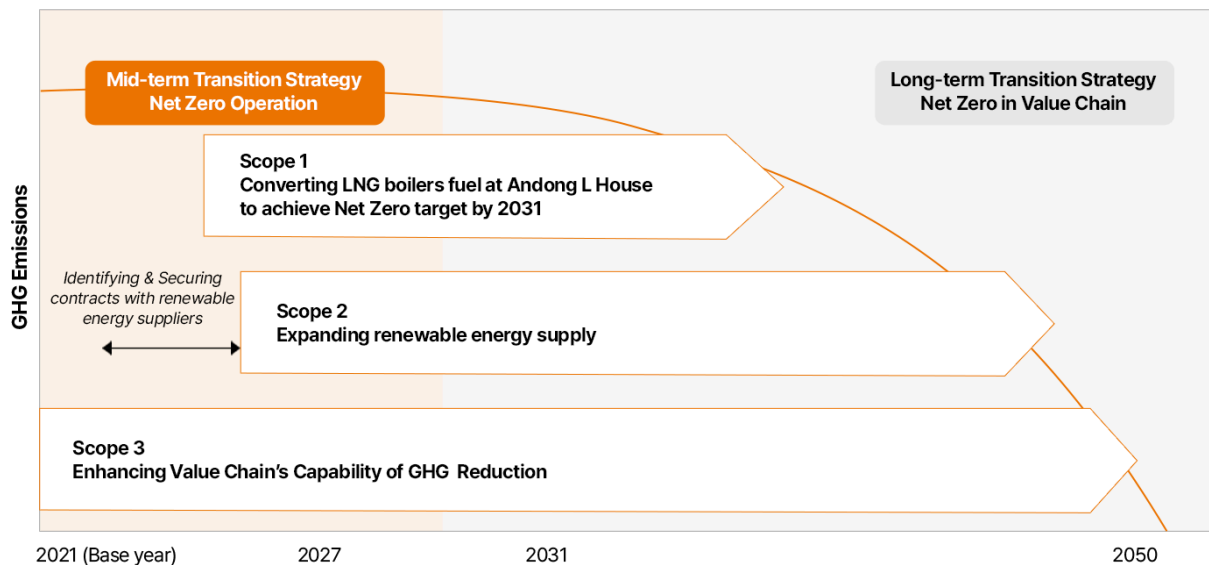 Mid-term Transition Strategy
Net Zero Operation
Long-term Transition Strategy
Net Zero in Value Chain
GHG Emissions
Scope 1
Converting LNG boilers fuel at Andong L House
to achieve Net Zero target by 2031
Identifying & Securing
contracts with renewable
energy suppliers
Scope 2
Expanding renewable energy supply
Scope 3
Enhancing Value Chain’s Capability of GHG Reduction
2021 (Base year)
2027
2031
2050